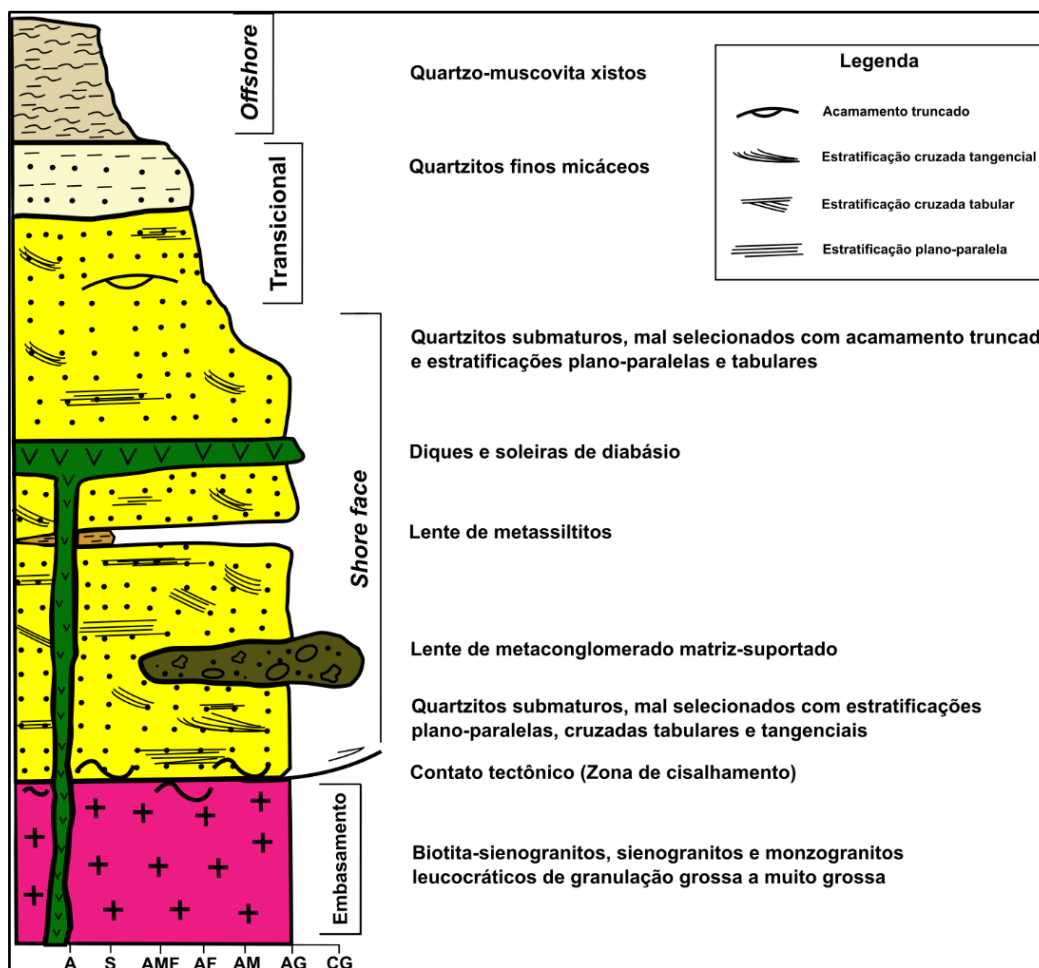 Offshore
Quartzo-muscovita xistos
Legenda
Acamamento truncado
Estratificação cruzada tangencial
Estratificação cruzada tabular
Estratificação plano-paralela
Transicional
Quartzitos finos micáceos
Shore face
Quartzitos submaturos, mal selecionados com acamamento truncad
e estratificações plano-paralelas e tabulares
Diques e soleiras de diabásio
Lente de metassiltitos
Lente de metaconglomerado matriz-suportado
Quartzitos submaturos, mal selecionados com estratificações
plano-paralelas, cruzadas tabulares e tangenciais
Contato tectônico (Zona de cisalhamento)
Embasamento
Biotita-sienogranitos, sienogranitos e monzogranitos
leucocráticos de granulação grossa a muito grossa
A S AMF AF AM AG CG